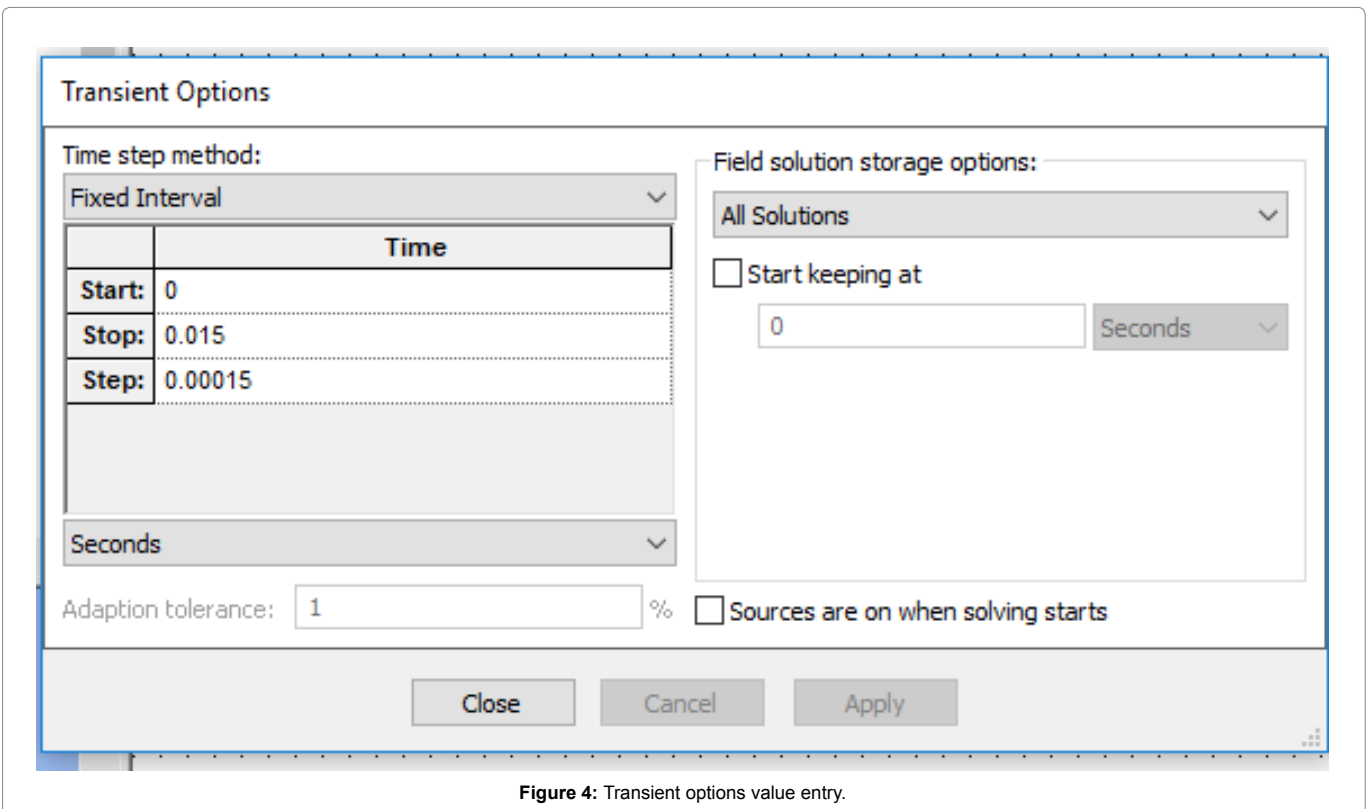 Transient Options
Time step method:
Fixed Interval
Time
Start: 0
Stop: 0.015
Step: 0.00015
Seconds
Adaption tolerance: 1 %
Field solution storage options:
All Solutions
Start keeping at
0 Seconds
Sources are on when solving starts
Close Cancel Apply
Figure 4: Transient options value entry.